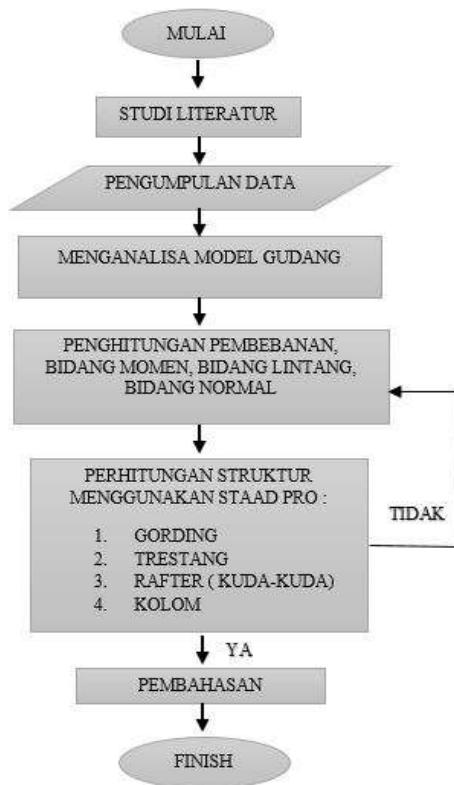 MULAI
STUDI LITERATUR
PENGUMPULAN DATA
MENGANALISA MODEL GUDANG
PENGHITUNGAN PEMBEBANAN,
BIDANG MOMEN, BIDANG LINTANG,
BIDANG NORMAL
PERHITUNGAN STRUKTUR
MENGGUNAKAN STAAD PRO :
1. GORDING
2. TRESTANG
3. RAFTER ( KUDA-KUDA)
4. KOLOM
TIDAK
YA
PEMBAHASAN
FINISH